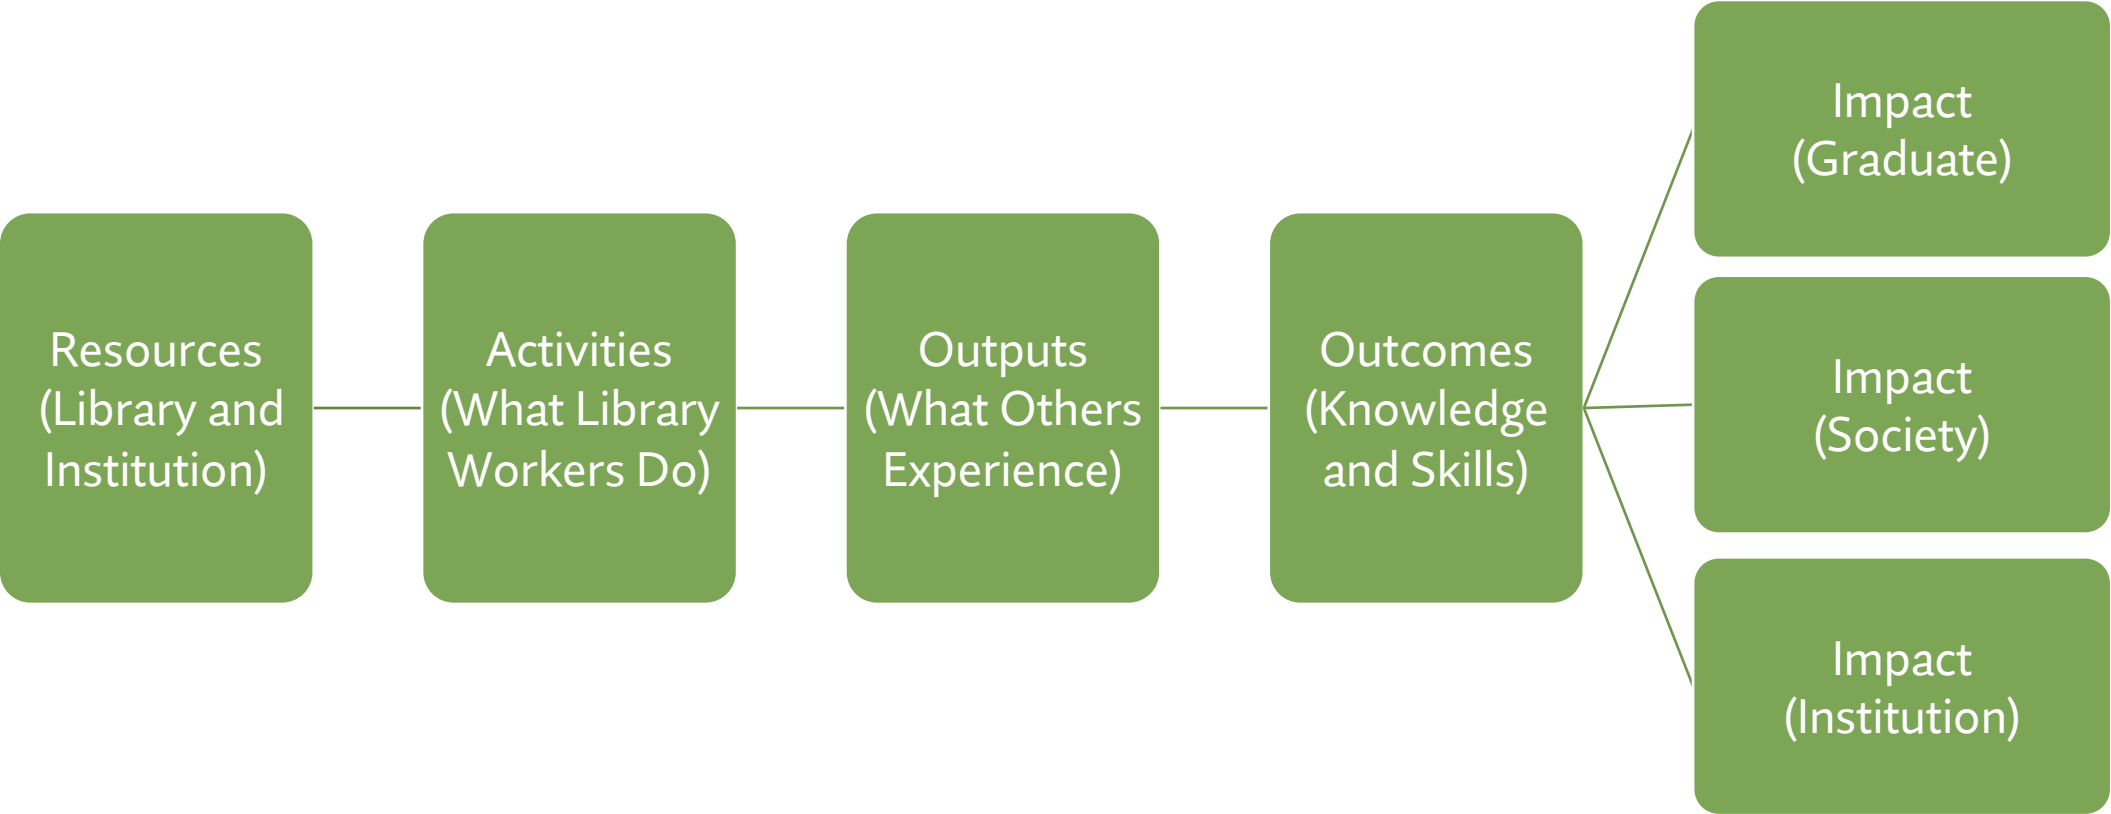 Resources
(Library and
Institution)
Activities
(What Library
Workers Do)
Outputs
(What Others
Experience)
Outcomes
(Knowledge
and Skills)
Impact
(Graduate)
Impact
(Society)
Impact
(Institution)